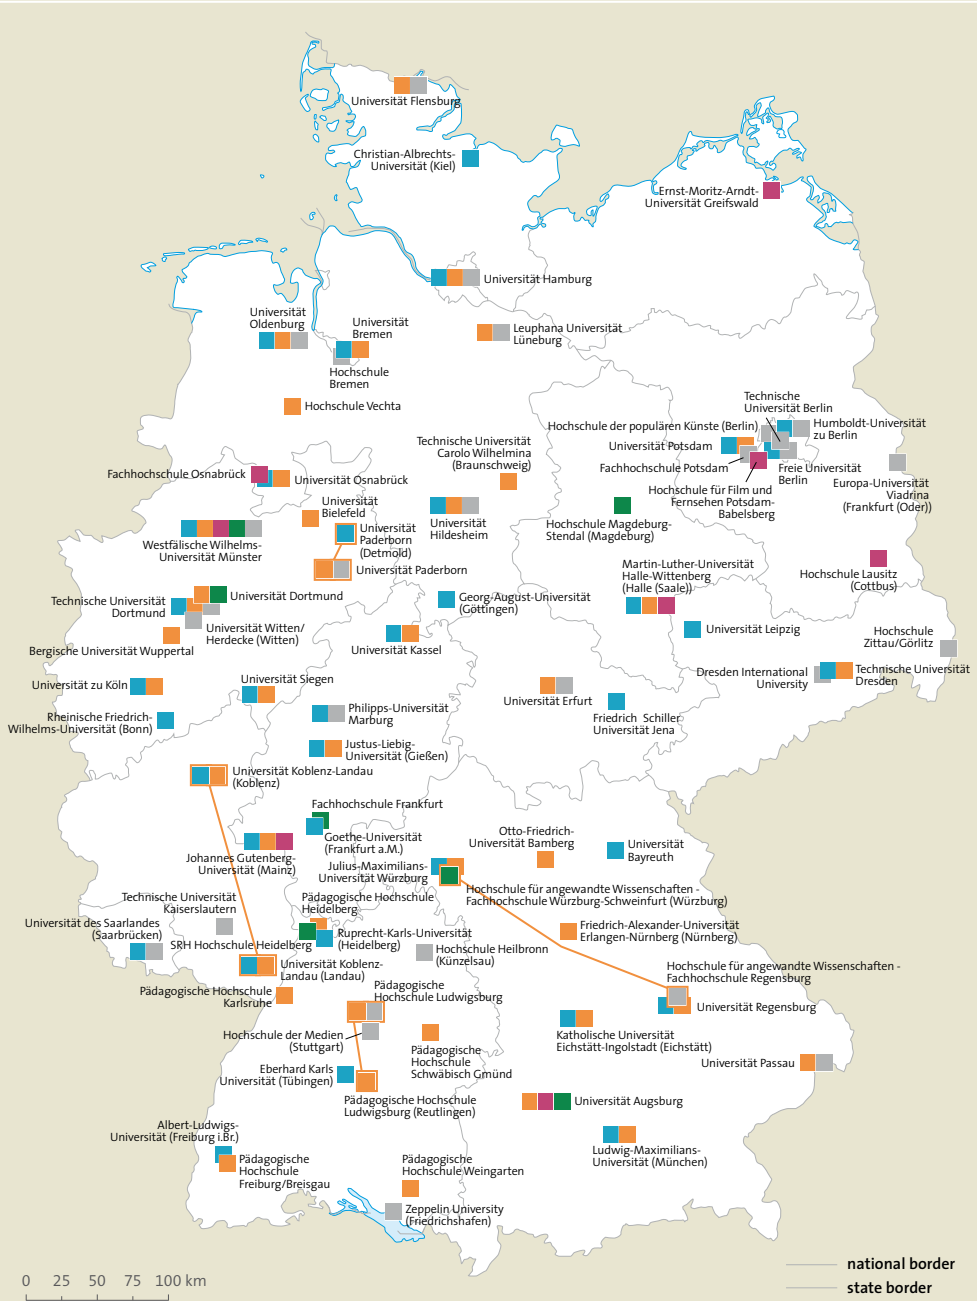 Universität Flensburg
Christian-Albrechts-
Universität (Kiel)
Ernst-Moritz-Arndt-
Universität Greifswald
Universität Hamburg
Universität
Oldenburg
Universität
Bremen
Hochschule
Bremen
Leuphana Universität
Lüneburg
Hochschule Vechta
Technische
Universität Berlin
Hochschule der populären Künste (Berlin)
Humboldt-Universität
zu Berlin
Universität Potsdam
Fachhochschule Potsdam
Freie Universität
Berlin
Hochschule für Film und
Fernsehen Potsdam-
Babelsberg
Europa-Universität
Viadrina
(Frankfurt (Oder))
Technische Universität
Carolo Wilhelmina
(Braunschweig)
Fachhochschule Osnabrück
Universität Osnabrück
Universität
Bielefeld
Universität
Hildesheim
Hochschule Magdeburg-
Stendal (Magdeburg)
Westfälische Wilhelms-
Universität Münster
Universität
Paderborn
(Detmold)
Universität Paderborn
Martin-Luther-Universität
Halle-Wittenberg
(Halle (Saale))
Hochschule Lausitz
(Cottbus)
Technische Universität
Dortmund
Universität Dortmund
Georg-August-Universität
(Göttingen)
Universität Witten/
Herdecke (Witten)
Bergische Universität Wuppertal
Universität Kassel
Universität Leipzig
Hochschule
Zittau/Görlitz
Universität zu Köln
Universität Siegen
Universität Erfurt
Dresden International
University
Technische Universität
Dresden
Rheinische Friedrich-
Wilhelms-Universität (Bonn)
Philipps-Universität
Marburg
Friedrich Schiller
Universität Jena
Justus-Liebig-
Universität (Gießen)
Universität Koblenz-Landau
(Koblenz)
Fachhochschule Frankfurt
Goethe-Universität
(Frankfurt a.M.)
Otto-Friedrich-
Universität Bamberg
Universität
Bayreuth
Johannes Gutenberg-
Universität (Mainz)
Julius-Maximilians-
Universität Würzburg
Hochschule für angewandte Wissenschaften -
Fachhochschule Würzburg-Schweinfurt (Würzburg)
Technische Universität
Kaiserslautern
Pädagogische Hochschule
Heidelberg
Universität des Saarlandes
(Saarbrücken)
SRH Hochschule Heidelberg
Ruprecht-Karls-Universität
(Heidelberg)
Friedrich-Alexander-Universität
Erlangen-Nürnberg (Nürnberg)
Hochschule Heilbronn
(Künzelsau)
Universität Koblenz-
Landau (Landau)
Hochschule für angewandte Wissenschaften -
Fachhochschule Regensburg
Pädagogische Hochschule
Karlsruhe
Pädagogische
Hochschule Ludwigsburg
Universität Regensburg
Hochschule der Medien
(Stuttgart)
Pädagogische
Hochschule
Schwäbisch Gmünd
Katholische Universität
Eichstätt-Ingolstadt (Eichstätt)
Universität Passau
Eberhard Karls
Universität (Tübingen)
Pädagogische Hochschule
Ludwigsburg (Reutlingen)
Universität Augsburg
Albert-Ludwigs-
Universität (Freiburg i.Br.)
Pädagogische
Hochschule
Freiburg/Breisgau
Ludwig-Maximilians-
Universität (München)
Pädagogische
Hochschule Weingarten
Zeppelin University
(Friedrichshafen)
national border
state border
0 25 50 75 100 km